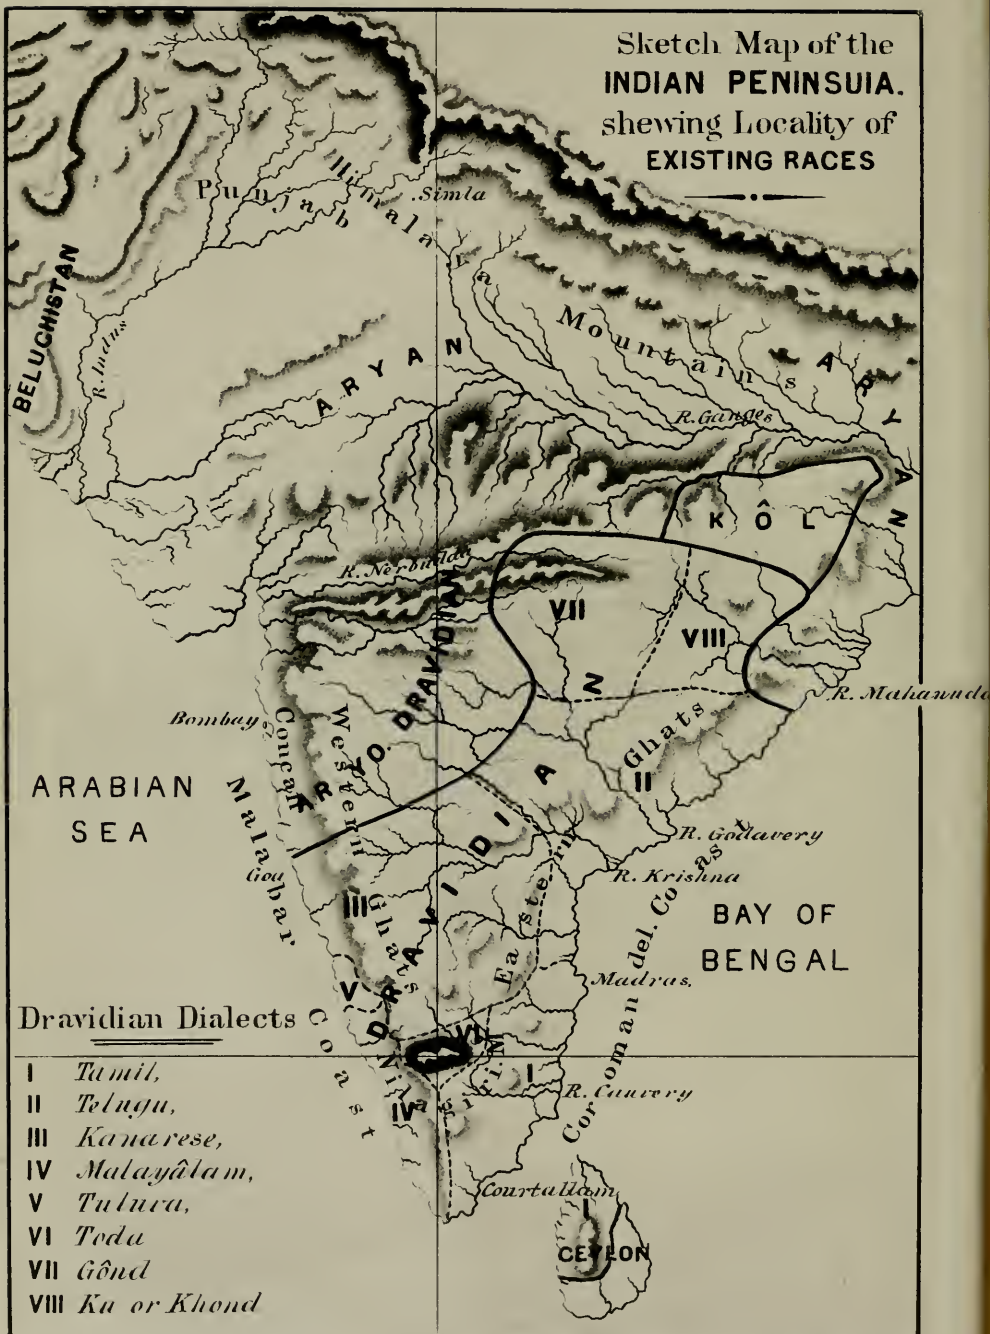 Sketch Map of the
INDIAN PENINSUIA.
shewing Locality of
EXISTING RACES
Punjab
Himalaya
.Simla
Mountains
BELUCHISTAN
R. Indus
ARYAN
ARYAN
R. Ganges
KÔL
R. Nerbudda
VII
VIII
ARYO DRAVIDIAN
DRAVIDIAN
R. Mahanudd
Bombay
Concan
Western
Ghats
Ghats
Eastern
II
ARABIAN
SEA
Malabar
Coast
Goa
R. Godavery
R. Krishna
Coromandel. Coast
BAY OF
BENGAL
III
V
Madras.
VI
Nilagiri M
I
R. Cauvery
IV
Courtallam
I
CEYLON
Dravidian Dialects
I Tamil,
II Telugu,
III Kanarese,
IV Malayâlam,
V Tuluva,
VI Toda
VII Gônd
VIII Ku or Khond